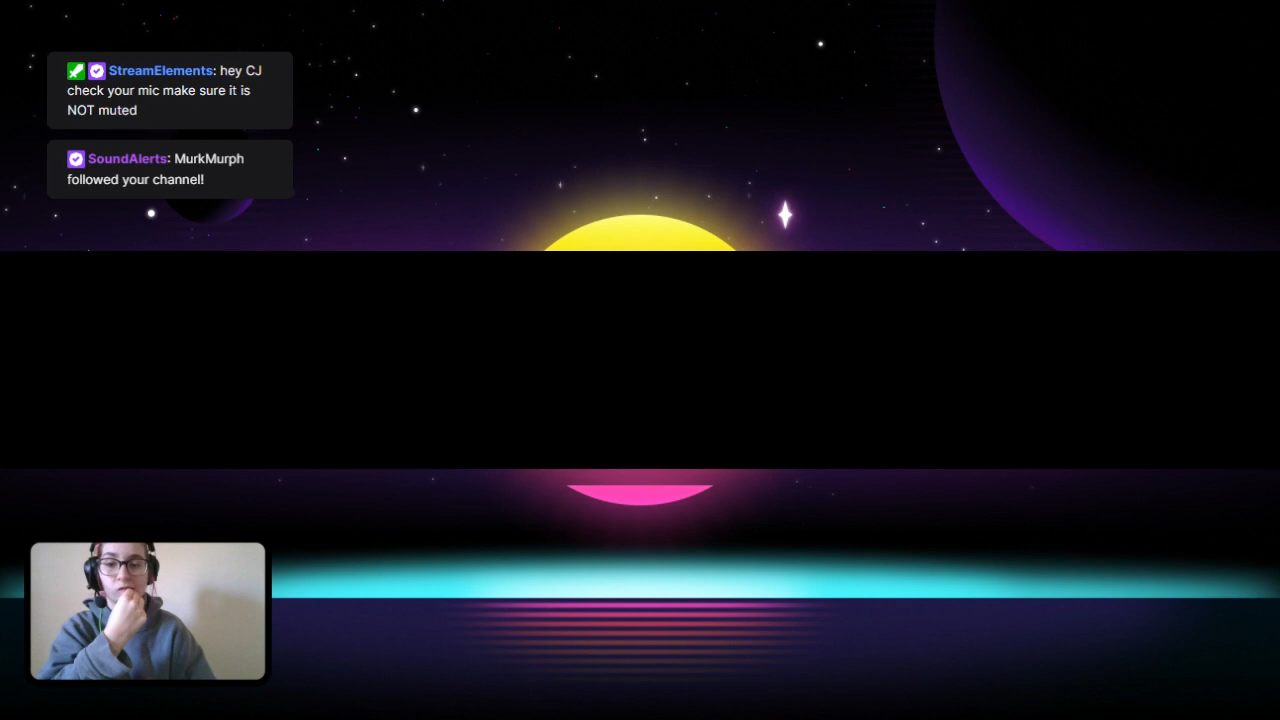 StreamElements: hey CJ
check your mic make sure it is
NOT muted
SoundAlerts: MurkMurph
followed your channel!